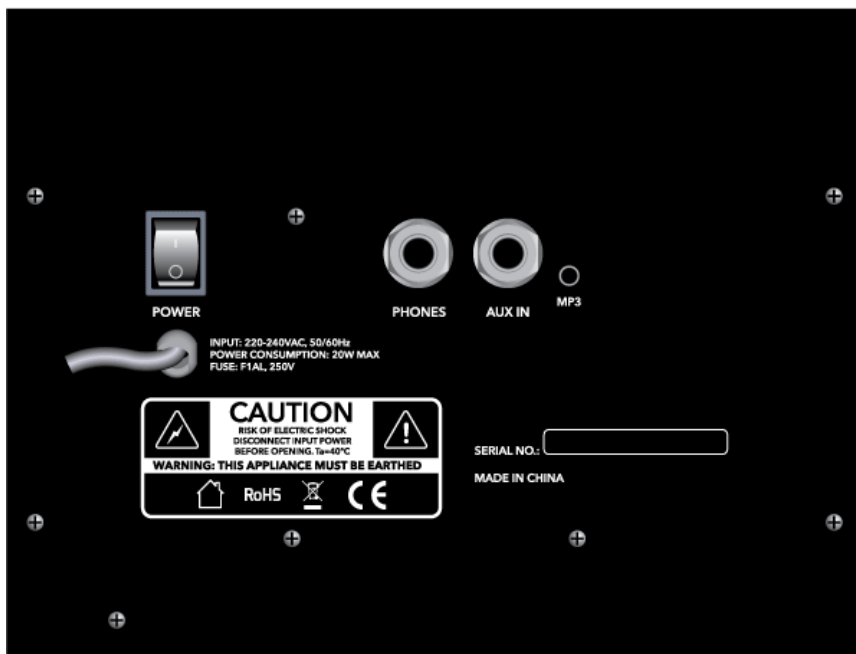 POWER
PHONES
AUX IN
MP3
INPUT: 220-240VAC, 50/60Hz
POWER CONSUMPTION: 20W MAX
FUSE: F1AL, 250V
CAUTION
RISK OF ELECTRIC SHOCK
DISCONNECT INPUT POWER
BEFORE OPENING. Ta=40°C
WARNING: THIS APPLIANCE MUST BE EARTHED
RoHS
CE
SERIAL NO.:
MADE IN CHINA